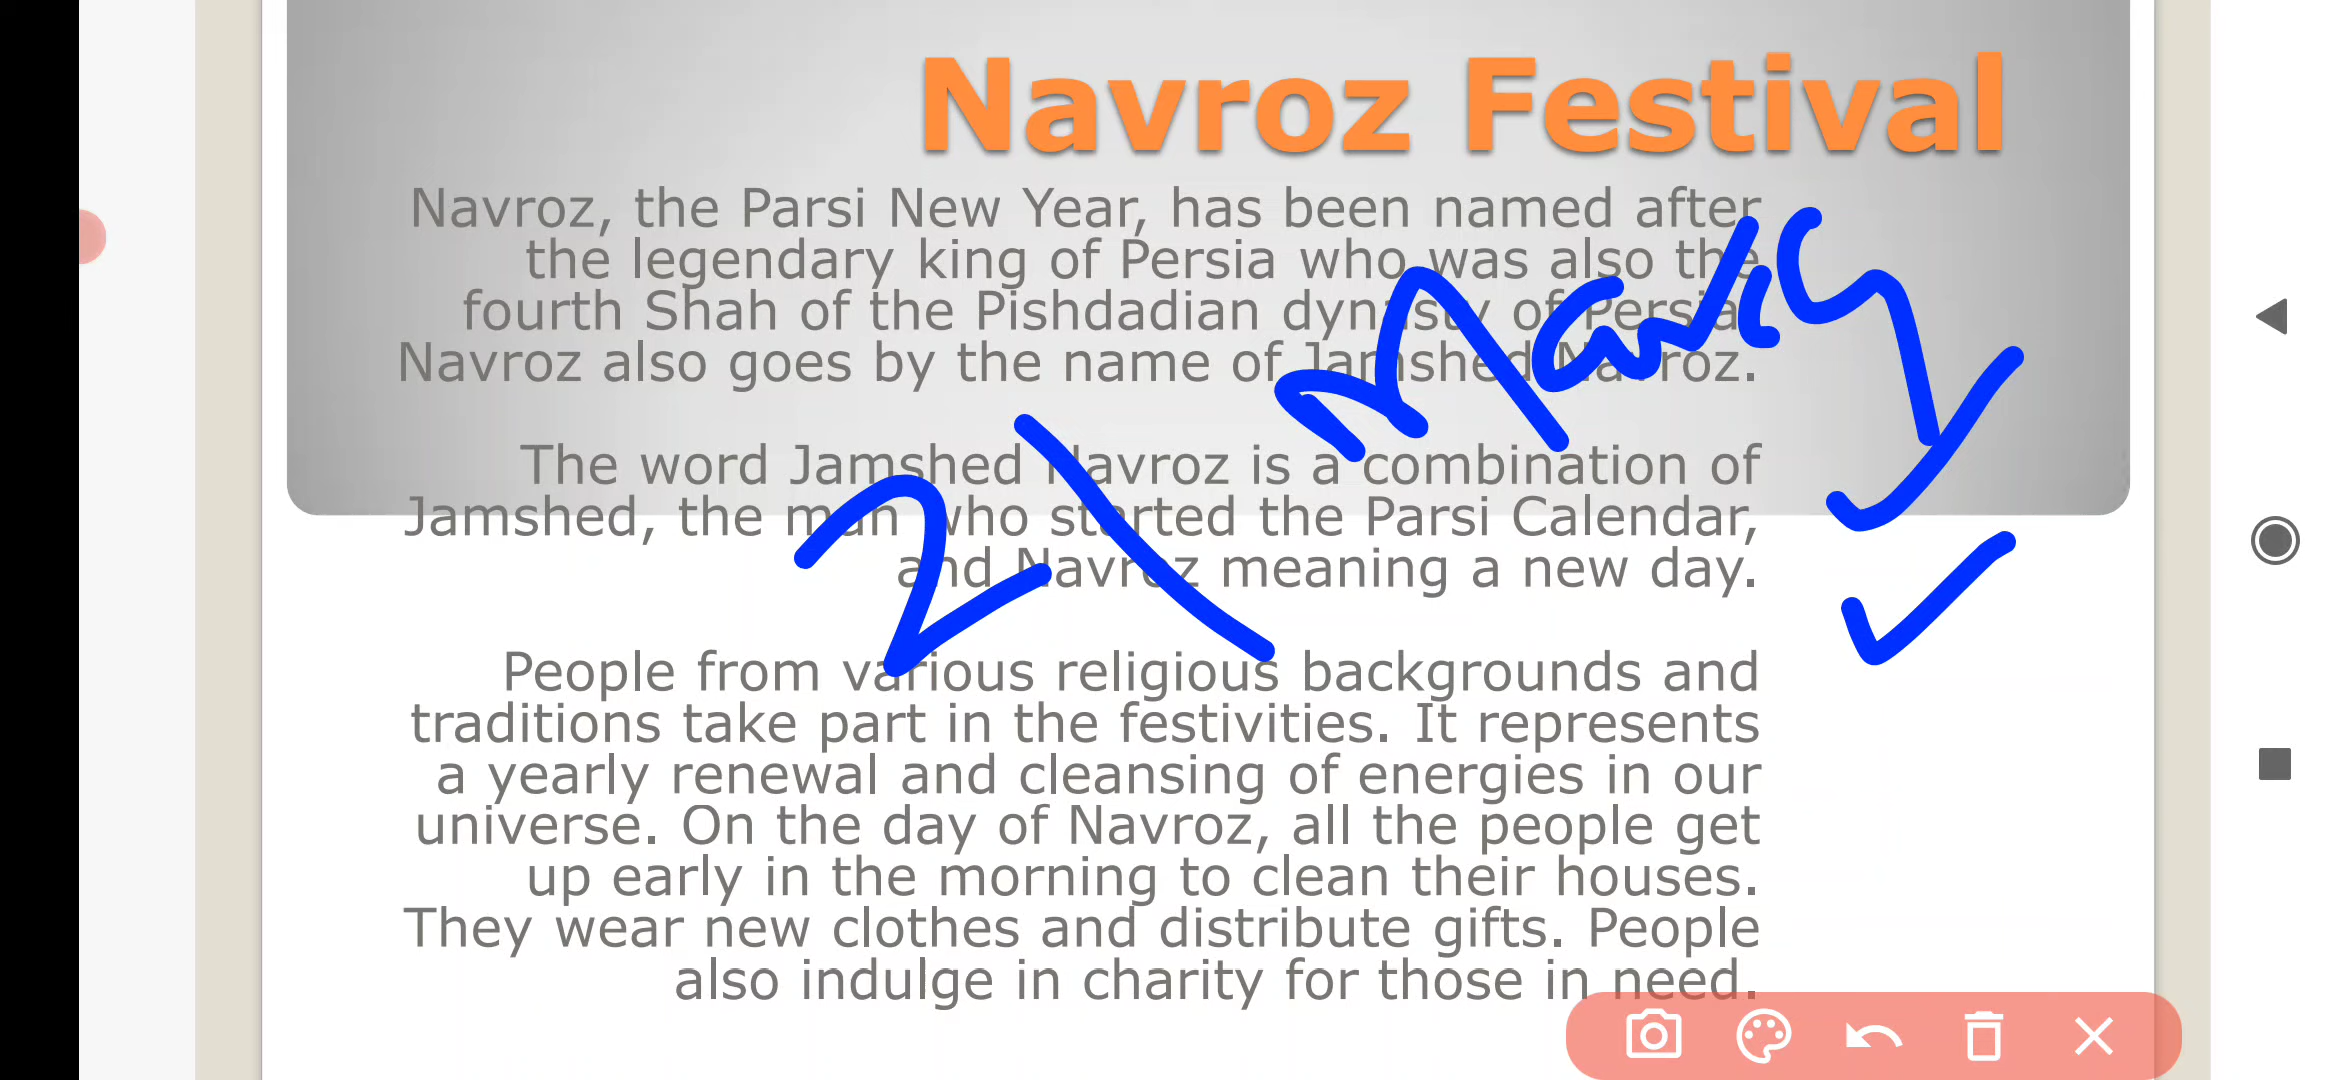 Navroz Festival
Navroz, the Parsi New Year, has been named after
the legendary king of Persia who was also the
fourth Shah of the Pishdadian dynasty of Persia
Navroz also goes by the name of Jamshed Navroz.
The word Jamshed Navroz is a combination of
Jamshed, the man who started the Parsi Calendar,
and Navroz meaning a new day.
People from various religious backgrounds and
traditions take part in the festivities. It represents
a yearly renewal and cleansing of energies in our
universe. On the day of Navroz, all the people get
up early in the morning to clean their houses.
They wear new clothes and distribute gifts. People
also indulge in charity for those in need.
21 March